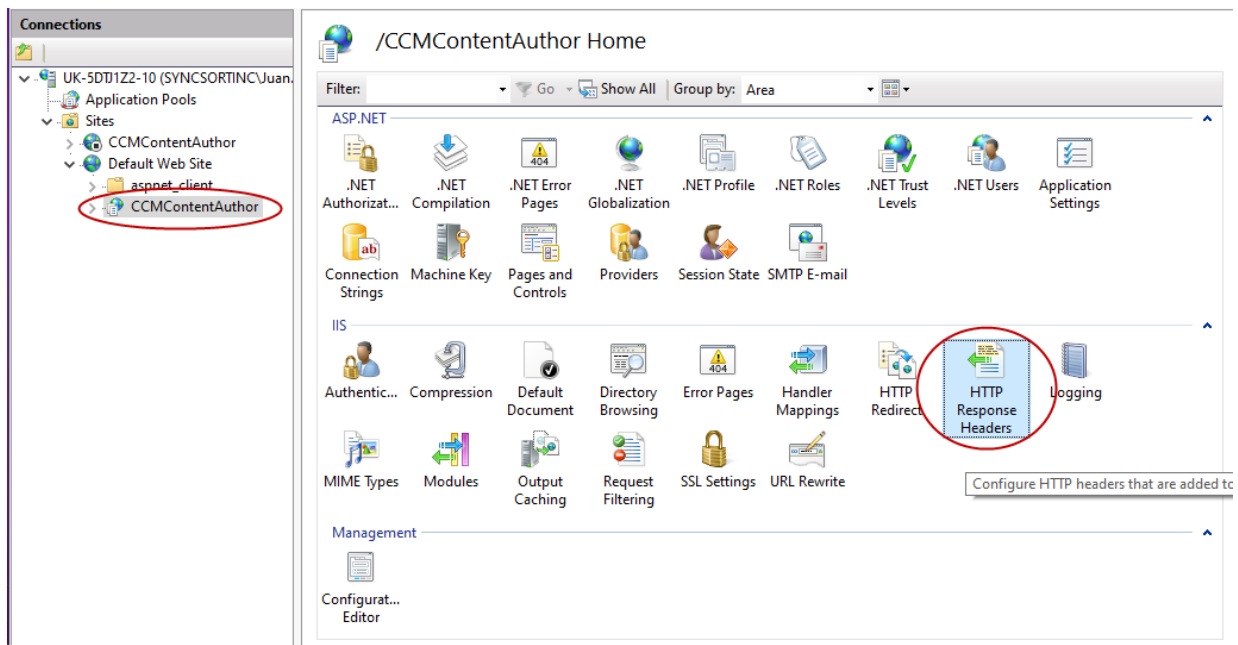 Connections
UK-5DTJ1Z2-10 (SYNCSORTINC\Juan.
Application Pools
Sites
CCMContentAuthor
Default Web Site
aspnet_client
CCMContentAuthor
/CCMContentAuthor Home
Filter: Go Show All Group by: Area
ASP.NET
.NET Authorizat...
.NET Compilation
404
.NET Error Pages
.NET Globalization
.NET Profile
.NET Roles
.NET Trust Levels
.NET Users
Application Settings
ab
Connection Strings
Machine Key
Pages and Controls
Providers
Session State
SMTP E-mail
IIS
Authentic...
Compression
Default Document
Directory Browsing
404
Error Pages
Handler Mappings
HTTP Redirect
HTTP Response Headers
Logging
MIME Types
Modules
Output Caching
Request Filtering
SSL Settings
URL Rewrite
Configure HTTP headers that are added to
Management
Configurat... Editor